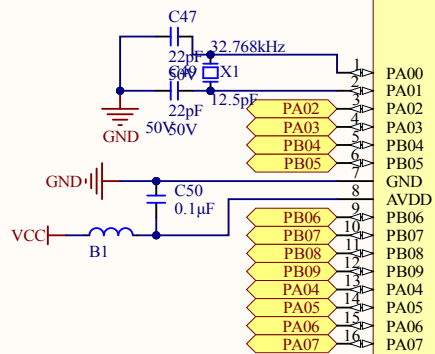 C47
22pF
50V
32.768kHz
C49
X1
22pF
12.5pF
50V
50V
GND
1 PA00
2 PA01
PA02 3 PA02
PA03 4 PA03
PB04 5 PB04
PB05 6 PB05
GND 7 GND
C50
0.1µF
8 AVDD
VCC
B1
PB06 9 PB06
PB07 10 PB07
PB08 11 PB08
PB09 12 PB09
PA04 13 PA04
PA05 14 PA05
PA06 15 PA06
PA07 16 PA07